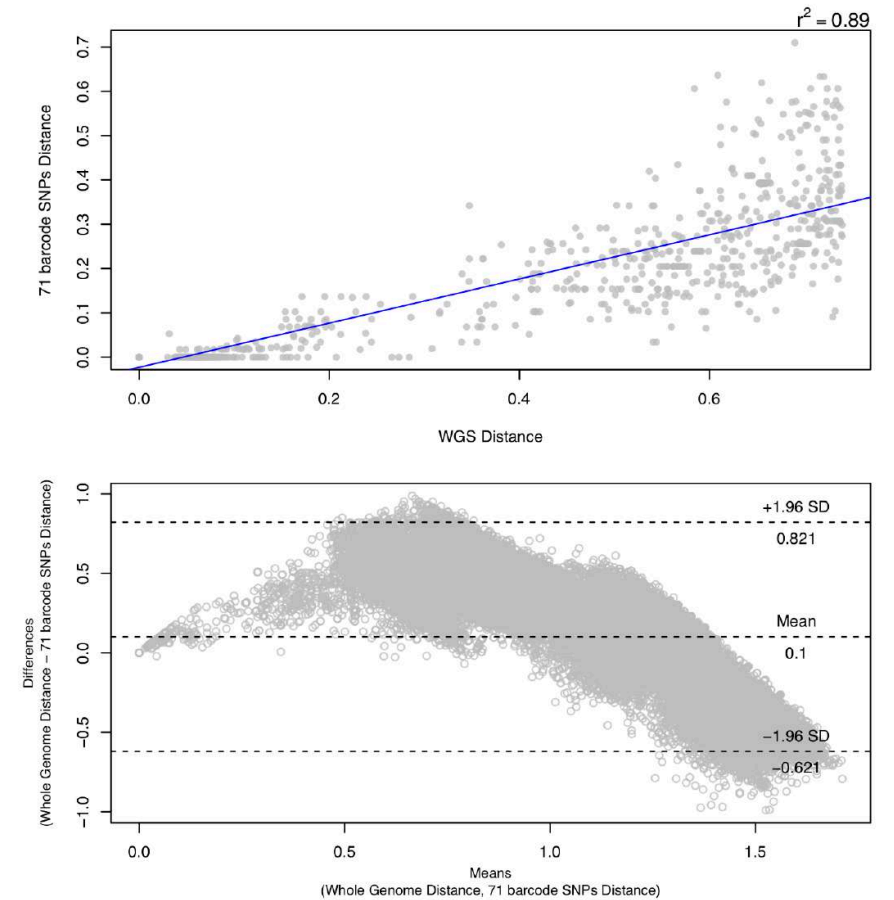 r² = 0.89
0.7
0.6
0.5
0.4
0.3
0.2
0.1
0.0
71 barcode SNPs Distance
0.0 0.2 0.4 0.6
WGS Distance
1.0
0.5
0.0
−0.5
−1.0
Differences
(Whole Genome Distance − 71 barcode SNPs Distance)
+1.96 SD
0.821
Mean
0.1
−1.96 SD
−0.621
0.0 0.5 1.0 1.5
Means
(Whole Genome Distance, 71 barcode SNPs Distance)